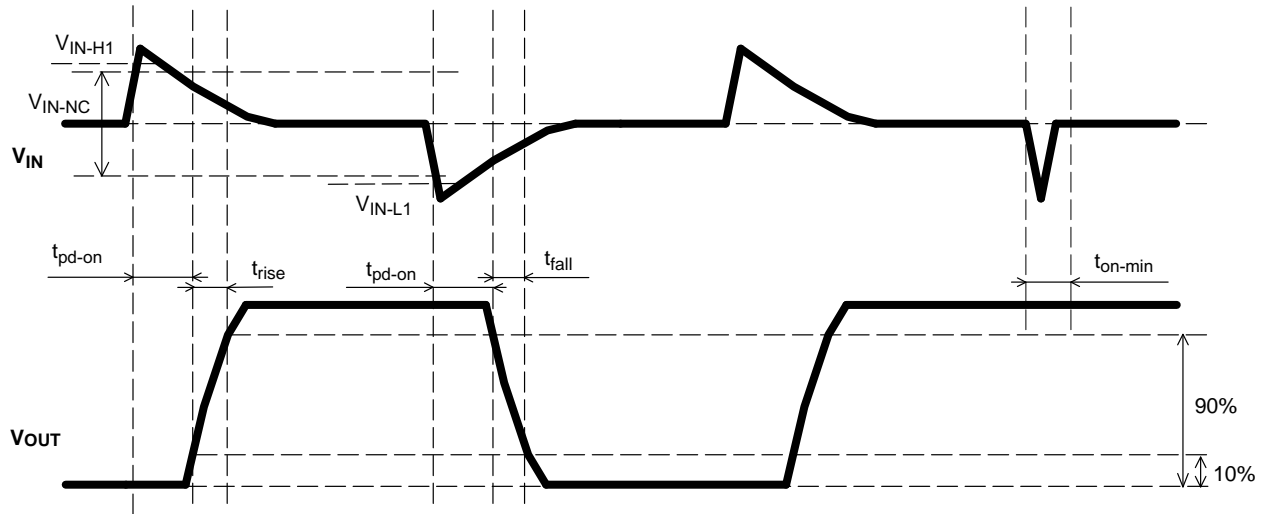 VIN-H1
VIN-NC
VIN
VIN-L1
tpd-on
trise
tpd-on
tfall
ton-min
90%
VOUT
10%